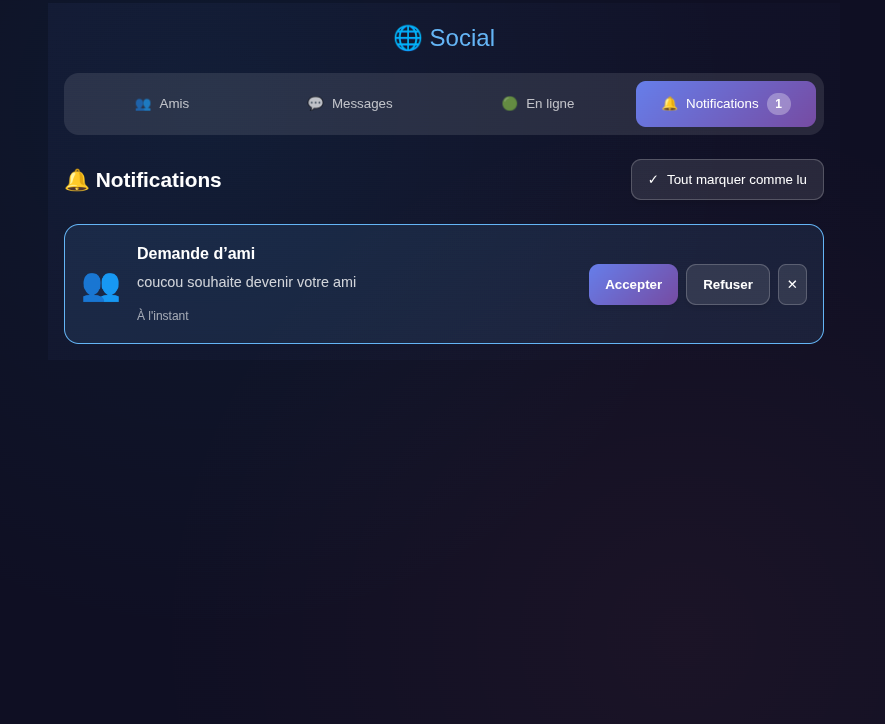 🌐 Social
👥 Amis
💬 Messages
🟢 En ligne
🔔 Notifications 1
🔔 Notifications
✓ Tout marquer comme lu
Demande d’ami
coucou souhaite devenir votre ami
À l'instant
Accepter
Refuser
✕